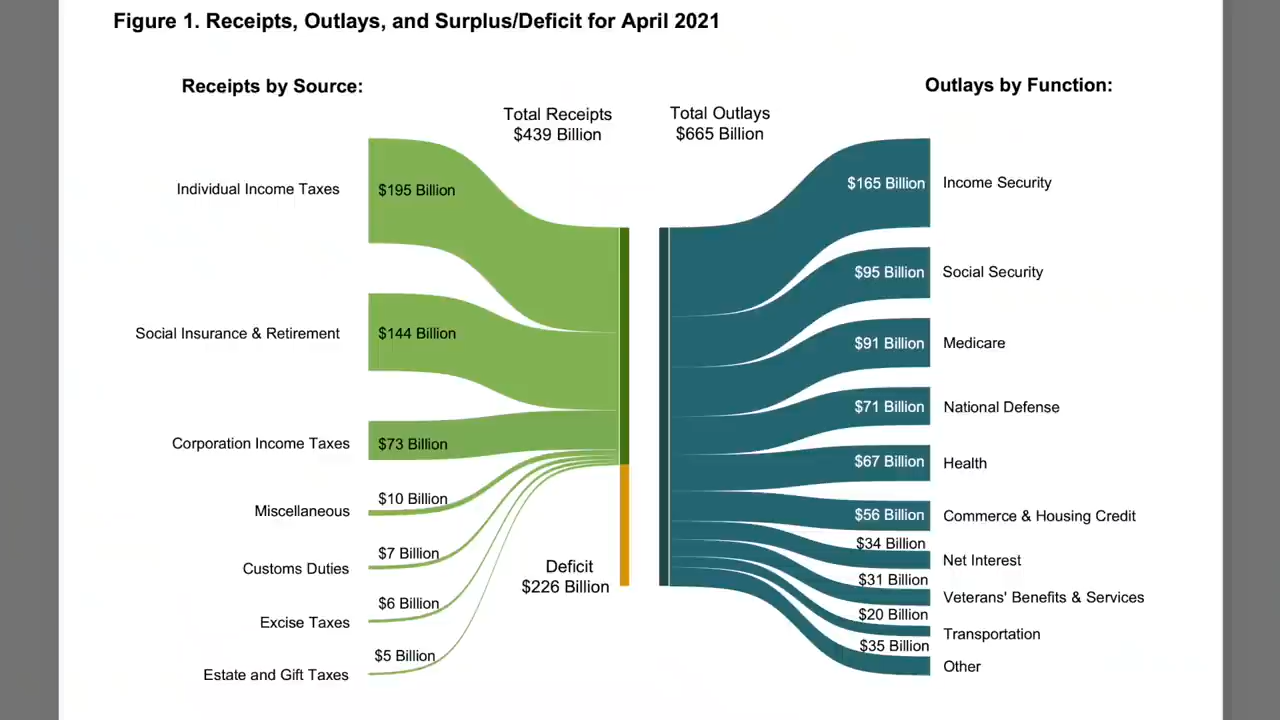 Figure 1. Receipts, Outlays, and Surplus/Deficit for April 2021
Receipts by Source:
Outlays by Function:
Total Receipts
$439 Billion
Total Outlays
$665 Billion
Individual Income Taxes
$195 Billion
Social Insurance & Retirement
$144 Billion
Corporation Income Taxes
$73 Billion
Miscellaneous
$10 Billion
Customs Duties
$7 Billion
Excise Taxes
$6 Billion
Estate and Gift Taxes
$5 Billion
Deficit
$226 Billion
$165 Billion
Income Security
$95 Billion
Social Security
$91 Billion
Medicare
$71 Billion
National Defense
$67 Billion
Health
$56 Billion
Commerce & Housing Credit
$34 Billion
Net Interest
$31 Billion
Veterans' Benefits & Services
$20 Billion
Transportation
$35 Billion
Other